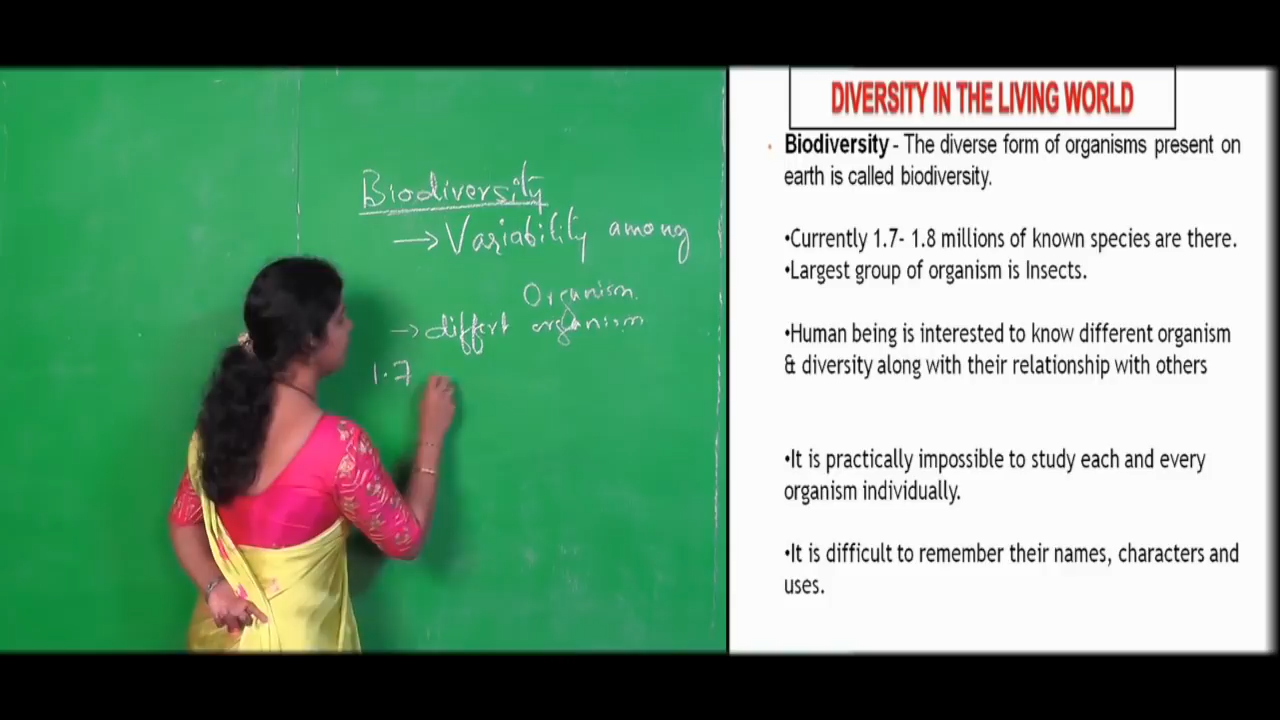 Biodiversity
→ Variability among
Organism.
→ differt organism
1.7
DIVERSITY IN THE LIVING WORLD
• Biodiversity - The diverse form of organisms present on
earth is called biodiversity.
•Currently 1.7- 1.8 millions of known species are there.
•Largest group of organism is Insects.
•Human being is interested to know different organism
& diversity along with their relationship with others
•It is practically impossible to study each and every
organism individually.
•It is difficult to remember their names, characters and
uses.